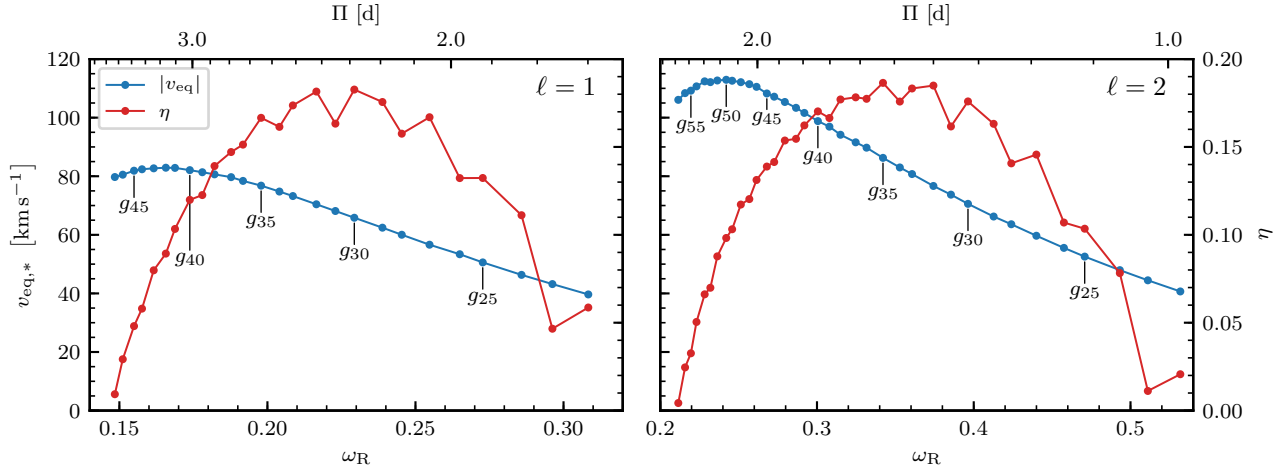 Π [d]
3.0
2.0
120
100
80
60
40
20
0
v_eq,* [km s⁻¹]
|v_eq|
η
ℓ = 1
g45
g40
g35
g30
g25
0.15
0.20
0.25
0.30
ω_R
Π [d]
2.0
1.0
ℓ = 2
g55
g50
g45
g40
g35
g30
g25
0.20
0.15
0.10
0.05
0.00
η
0.2
0.3
0.4
0.5
ω_R